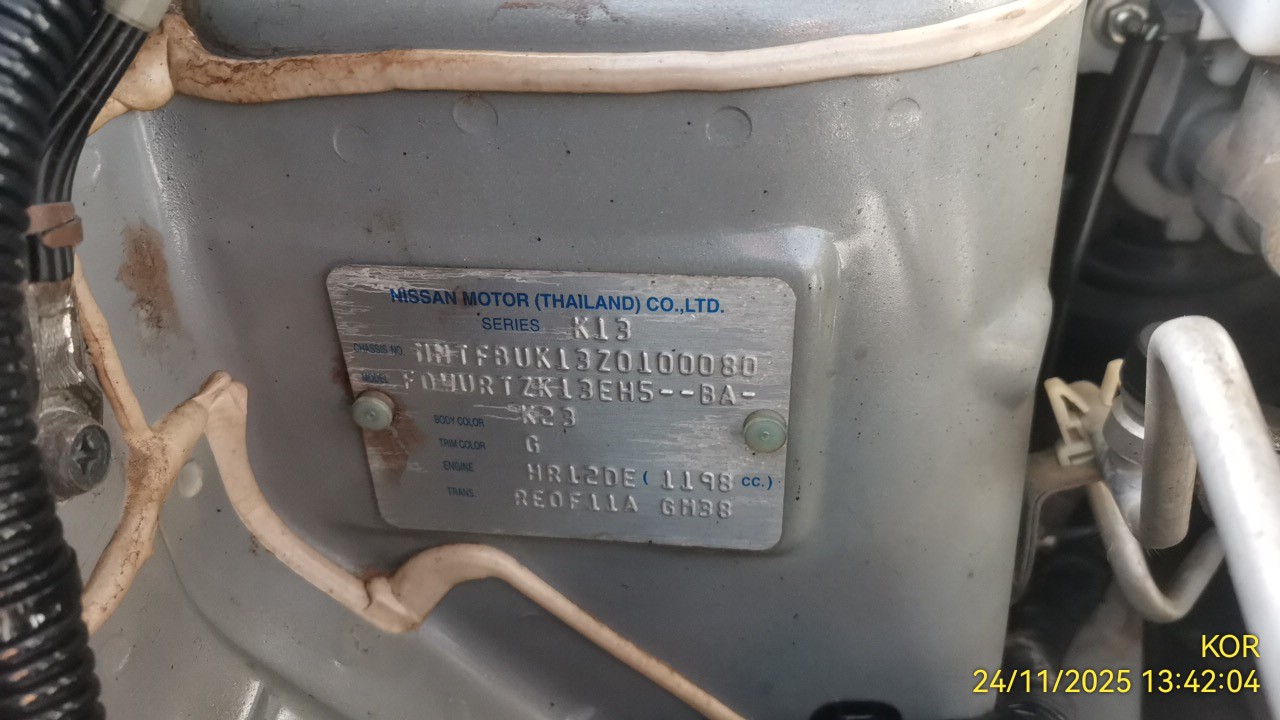 NISSAN MOTOR (THAILAND) CO.,LTD.
SERIES K13
CHASSIS NO. MNTFBUK13Z0100080
MODEL FDYURTZK13EH5--BA-
BODY COLOR K23
TRIM COLOR G
ENGINE HR12DE ( 1198 CC.)
TRANS. RE0F11A GH38
KOR
24/11/2025 13:42:04